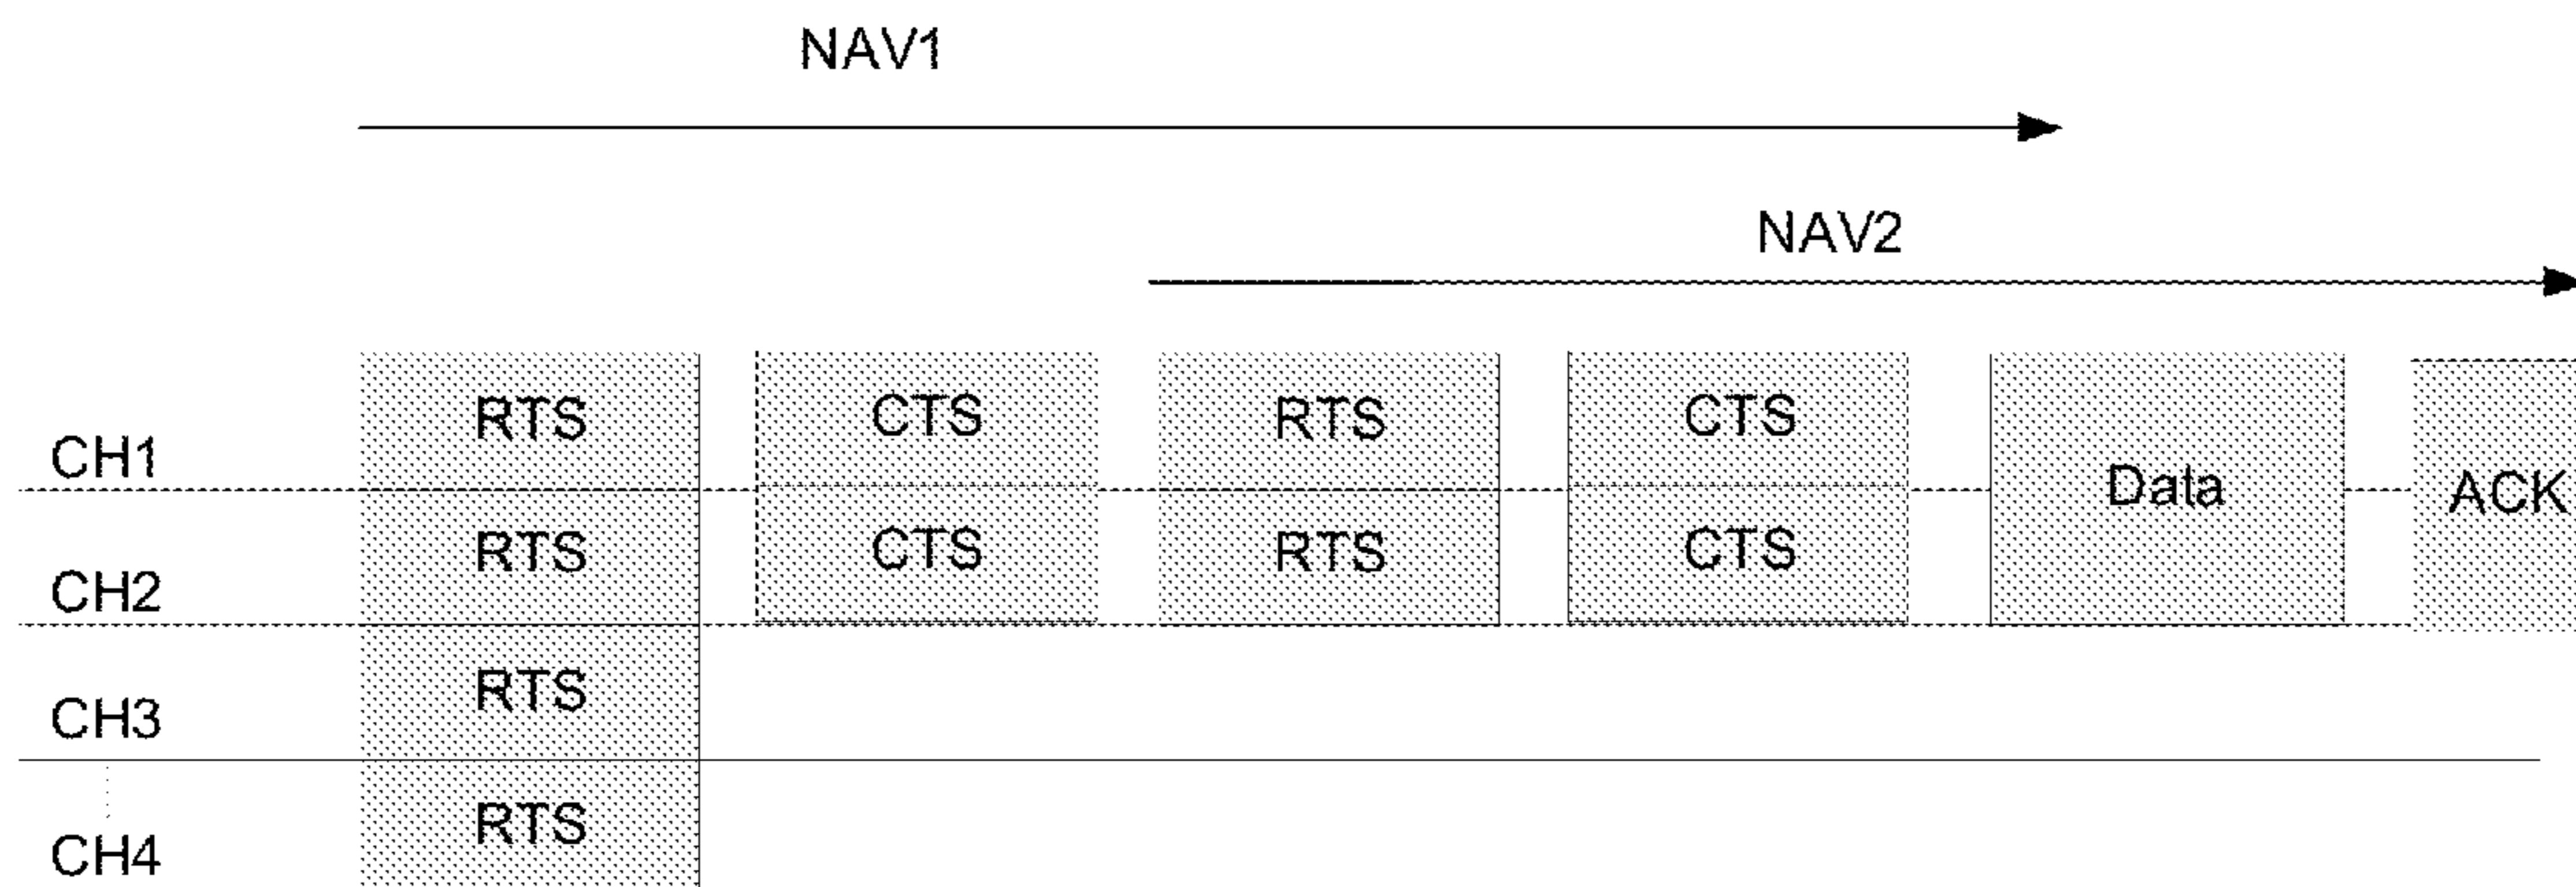 NAV1
NAV2
CH1 RTS CTS RTS CTS Data ACK
CH2 RTS CTS RTS CTS
CH3 RTS
CH4 RTS